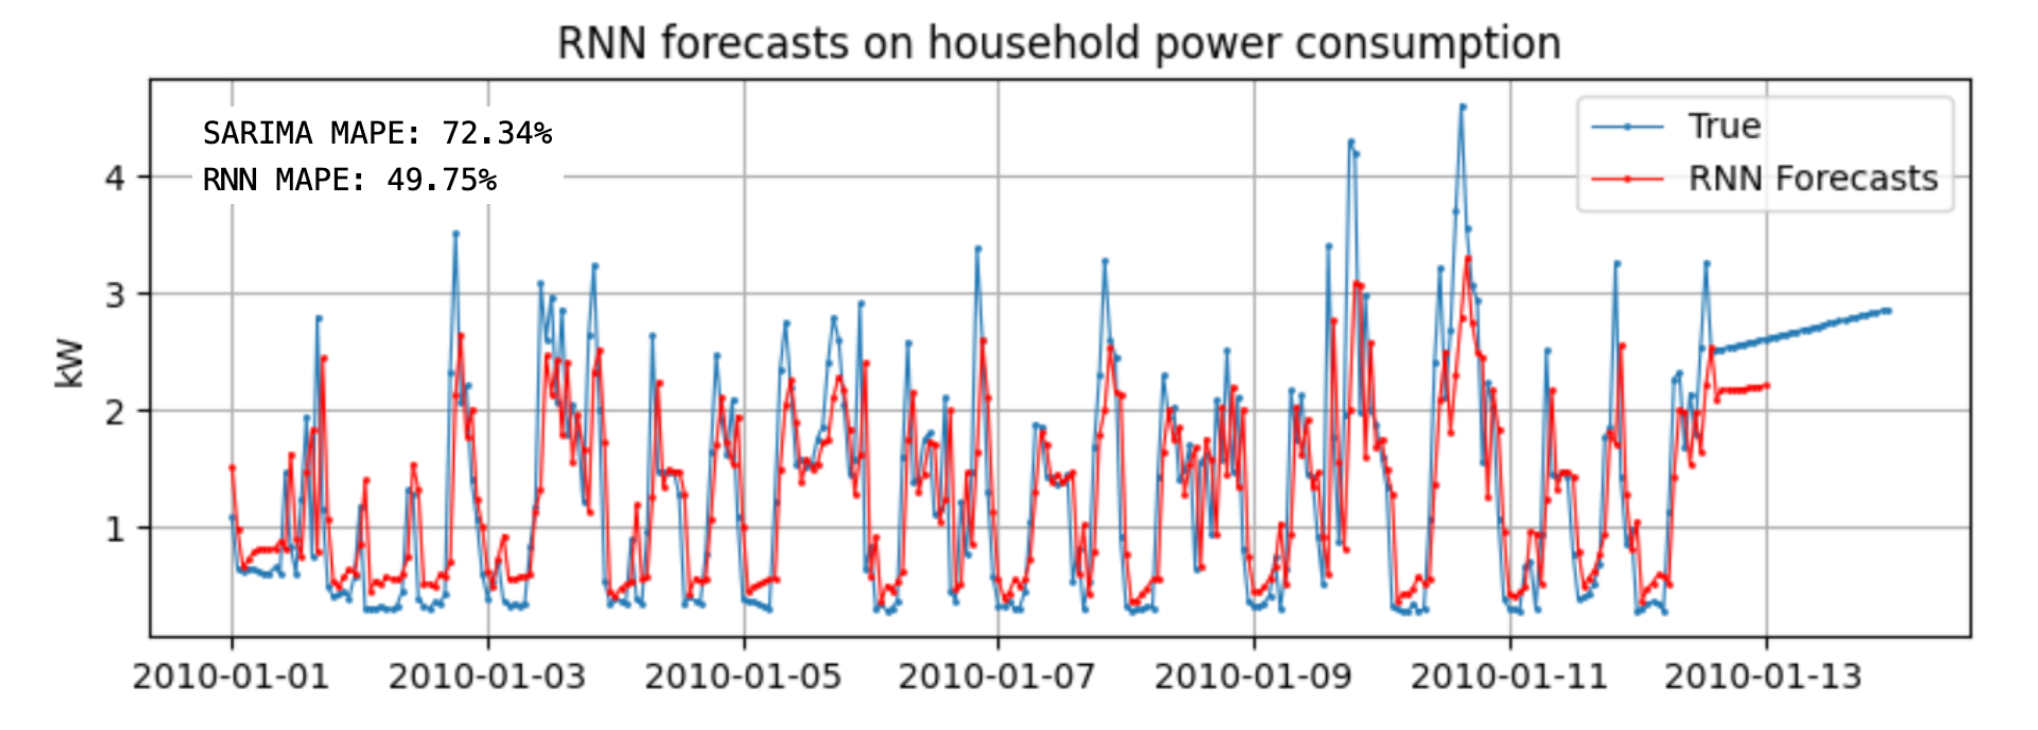 RNN forecasts on household power consumption
SARIMA MAPE: 72.34%
RNN MAPE: 49.75%
True
RNN Forecasts
4
3
2
1
kW
2010-01-01 2010-01-03 2010-01-05 2010-01-07 2010-01-09 2010-01-11 2010-01-13